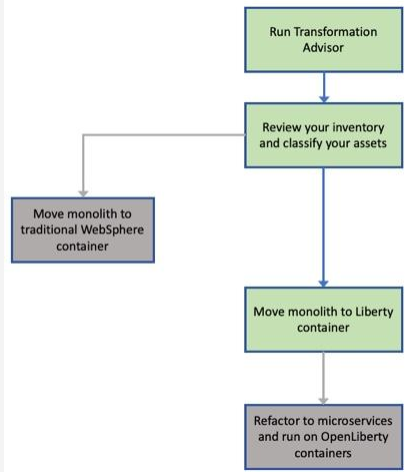 Run Transformation
Advisor
Review your inventory
and classify your assets
Move monolith to
traditional WebSphere
container
Move monolith to Liberty
container
Refactor to microservices
and run on OpenLiberty
containers